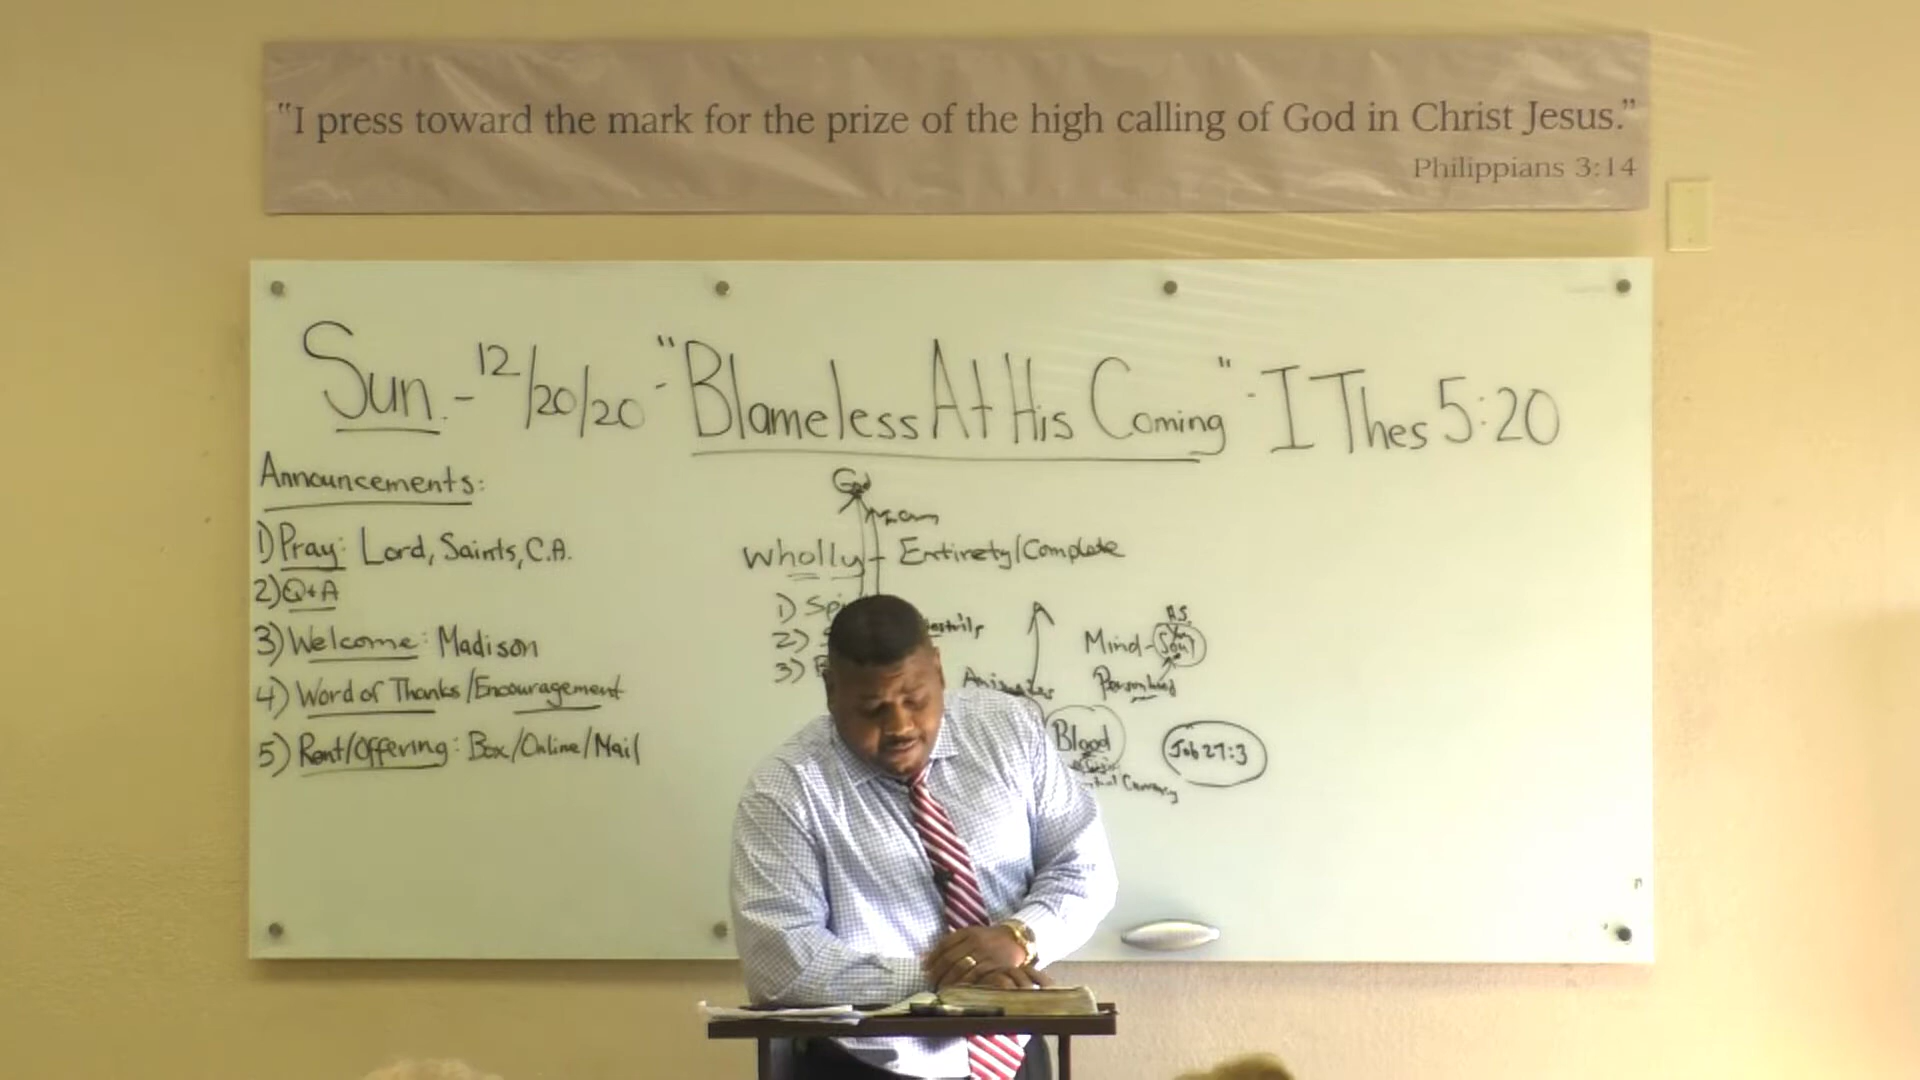 "I press toward the mark for the prize of the high calling of God in Christ Jesus."
Philippians 3:14
Sun. - 12/20/20 - "Blameless At His Coming" - I Thes 5:20
Announcements:
1) Pray: Lord, Saints, C.A.
2) Q+A
3) Welcome: Madison
4) Word of Thanks/Encouragement
5) Rent/Offering: Box/Online/Mail
God
Wholly - Entirety/Complete
1)
2)
3)
Mind - Soul
Blood
Job 27:3